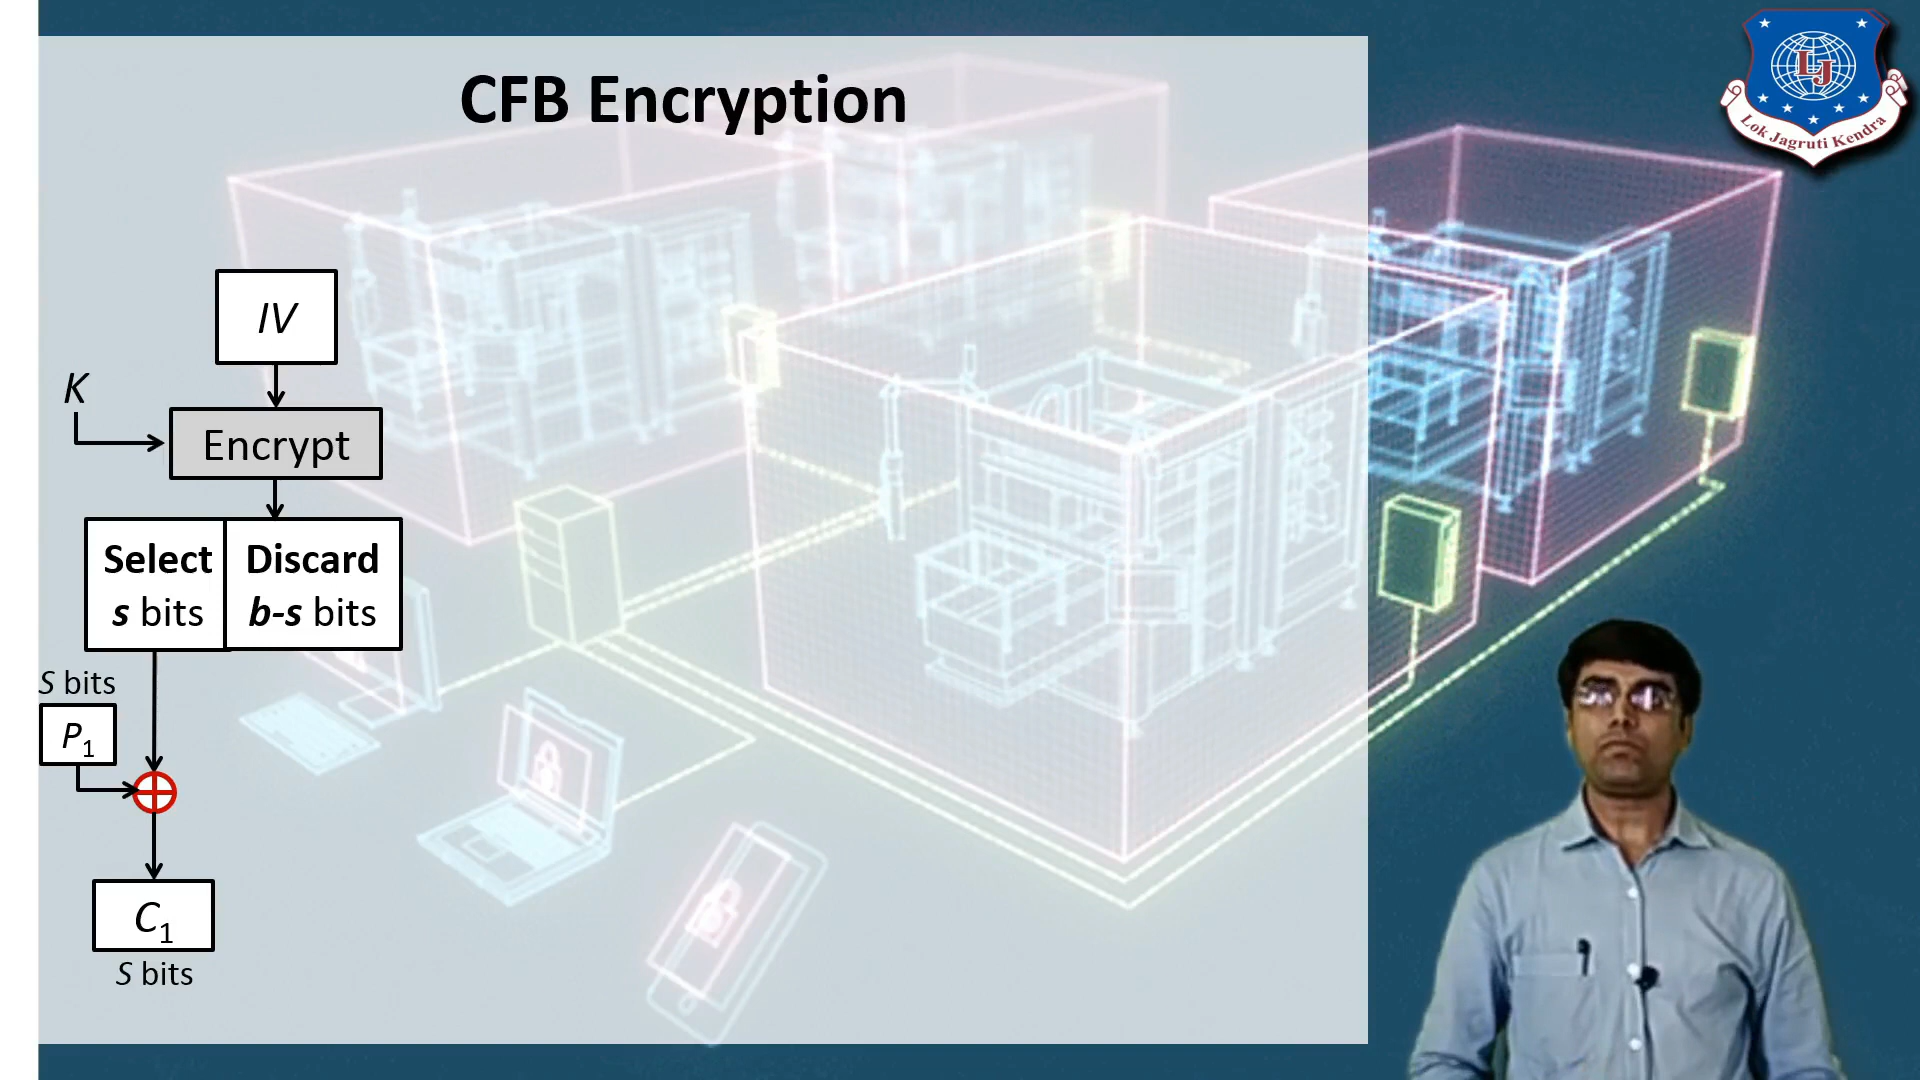 CFB Encryption
LJ
Lok Jagruti Kendra
IV
K
Encrypt
Select
s bits
Discard
b-s bits
S bits
P1
C1
S bits